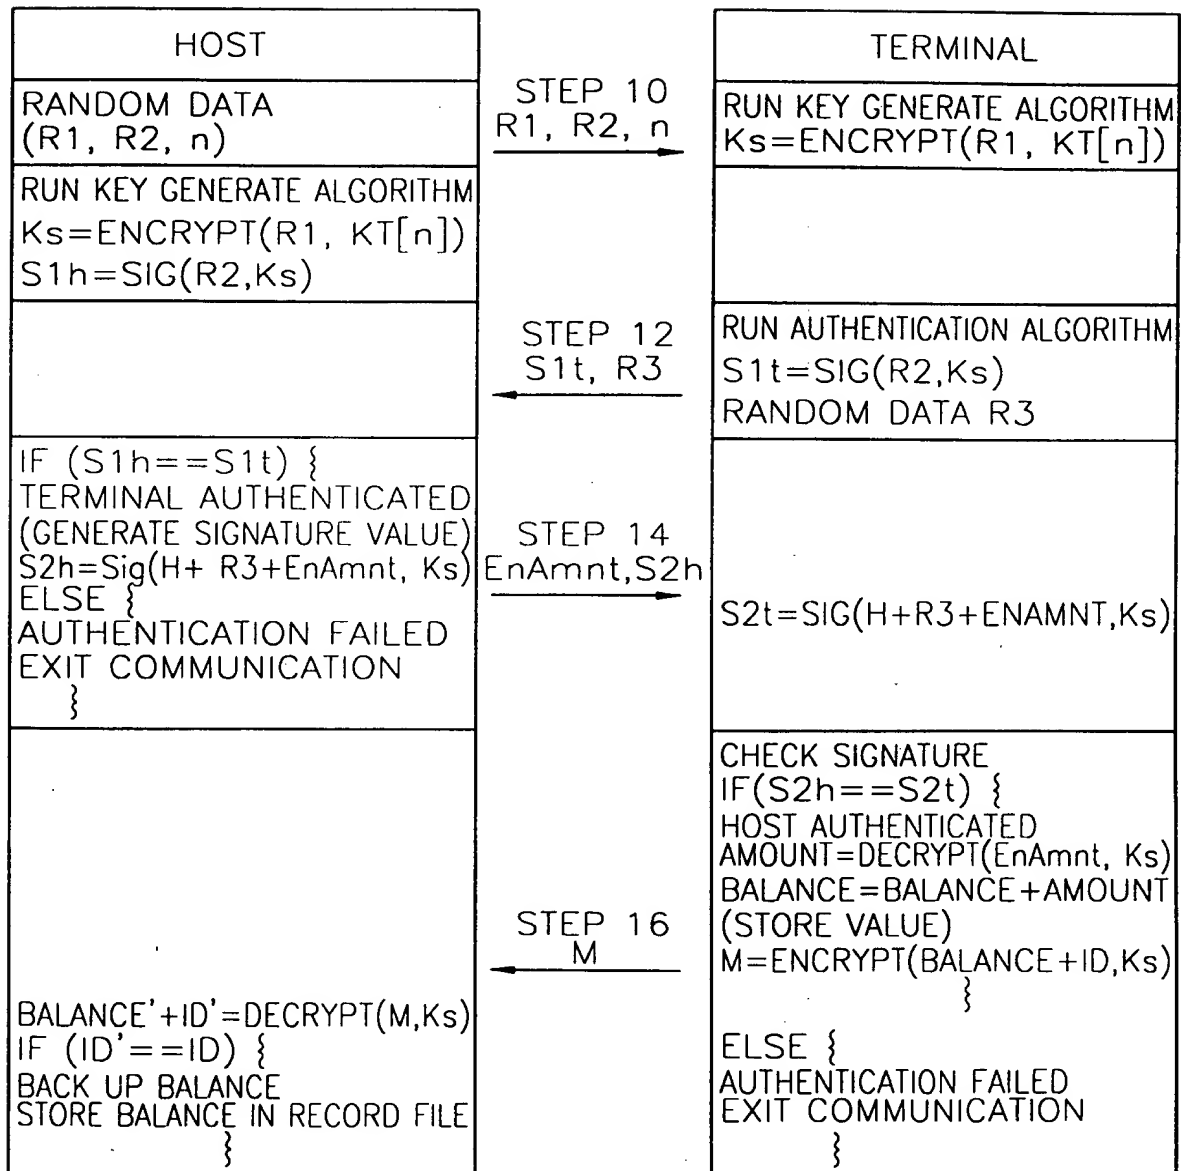 HOST
TERMINAL
RANDOM DATA
(R1, R2, n)
STEP 10
R1, R2, n
RUN KEY GENERATE ALGORITHM
Ks=ENCRYPT(R1, KT[n])
RUN KEY GENERATE ALGORITHM
Ks=ENCRYPT(R1, KT[n])
S1h=SIG(R2,Ks)
STEP 12
S1t, R3
RUN AUTHENTICATION ALGORITHM
S1t=SIG(R2,Ks)
RANDOM DATA R3
IF (S1h==S1t) {
TERMINAL AUTHENTICATED
(GENERATE SIGNATURE VALUE)
S2h=Sig(H+ R3+EnAmnt, Ks)
ELSE {
AUTHENTICATION FAILED
EXIT COMMUNICATION
}
STEP 14
EnAmnt,S2h
S2t=SIG(H+R3+ENAMNT,Ks)
CHECK SIGNATURE
IF(S2h==S2t) {
HOST AUTHENTICATED
AMOUNT=DECRYPT(EnAmnt, Ks)
BALANCE=BALANCE+AMOUNT
(STORE VALUE)
M=ENCRYPT(BALANCE+ID,Ks)
}
STEP 16
M
BALANCE'+ID'=DECRYPT(M,Ks)
IF (ID'==ID) {
BACK UP BALANCE
STORE BALANCE IN RECORD FILE
}
ELSE {
AUTHENTICATION FAILED
EXIT COMMUNICATION
}